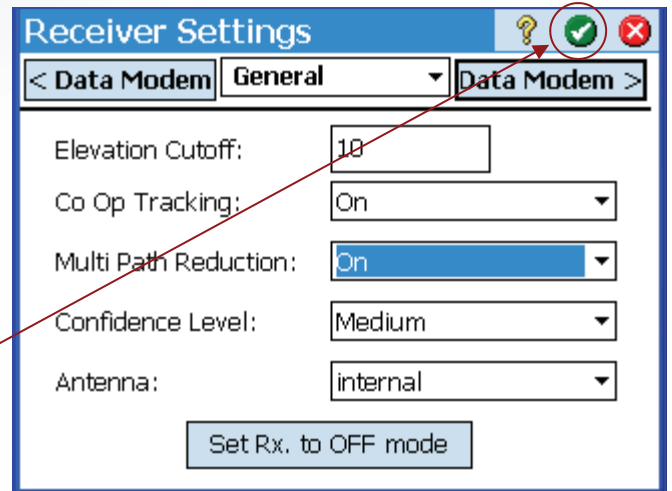 Receiver Settings ?
< Data Modem General Data Modem >
Elevation Cutoff: 10
Co Op Tracking: On
Multi Path Reduction: On
Confidence Level: Medium
Antenna: internal
Set Rx. to OFF mode